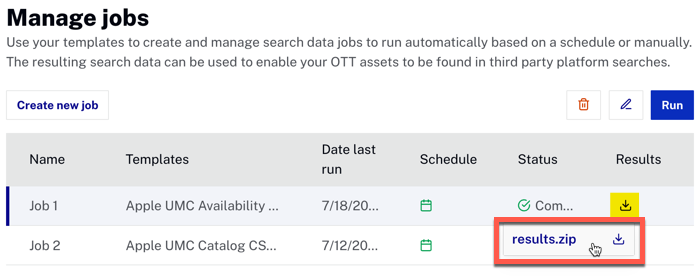 Manage jobs
Use your templates to create and manage search data jobs to run automatically based on a schedule or manually.
The resulting search data can be used to enable your OTT assets to be found in third party platform searches.
Create new job
Run
Name Templates Date last run Schedule Status Results
Job 1 Apple UMC Availability ... 7/18/20... Com...
Job 2 Apple UMC Catalog CS... 7/12/20... results.zip